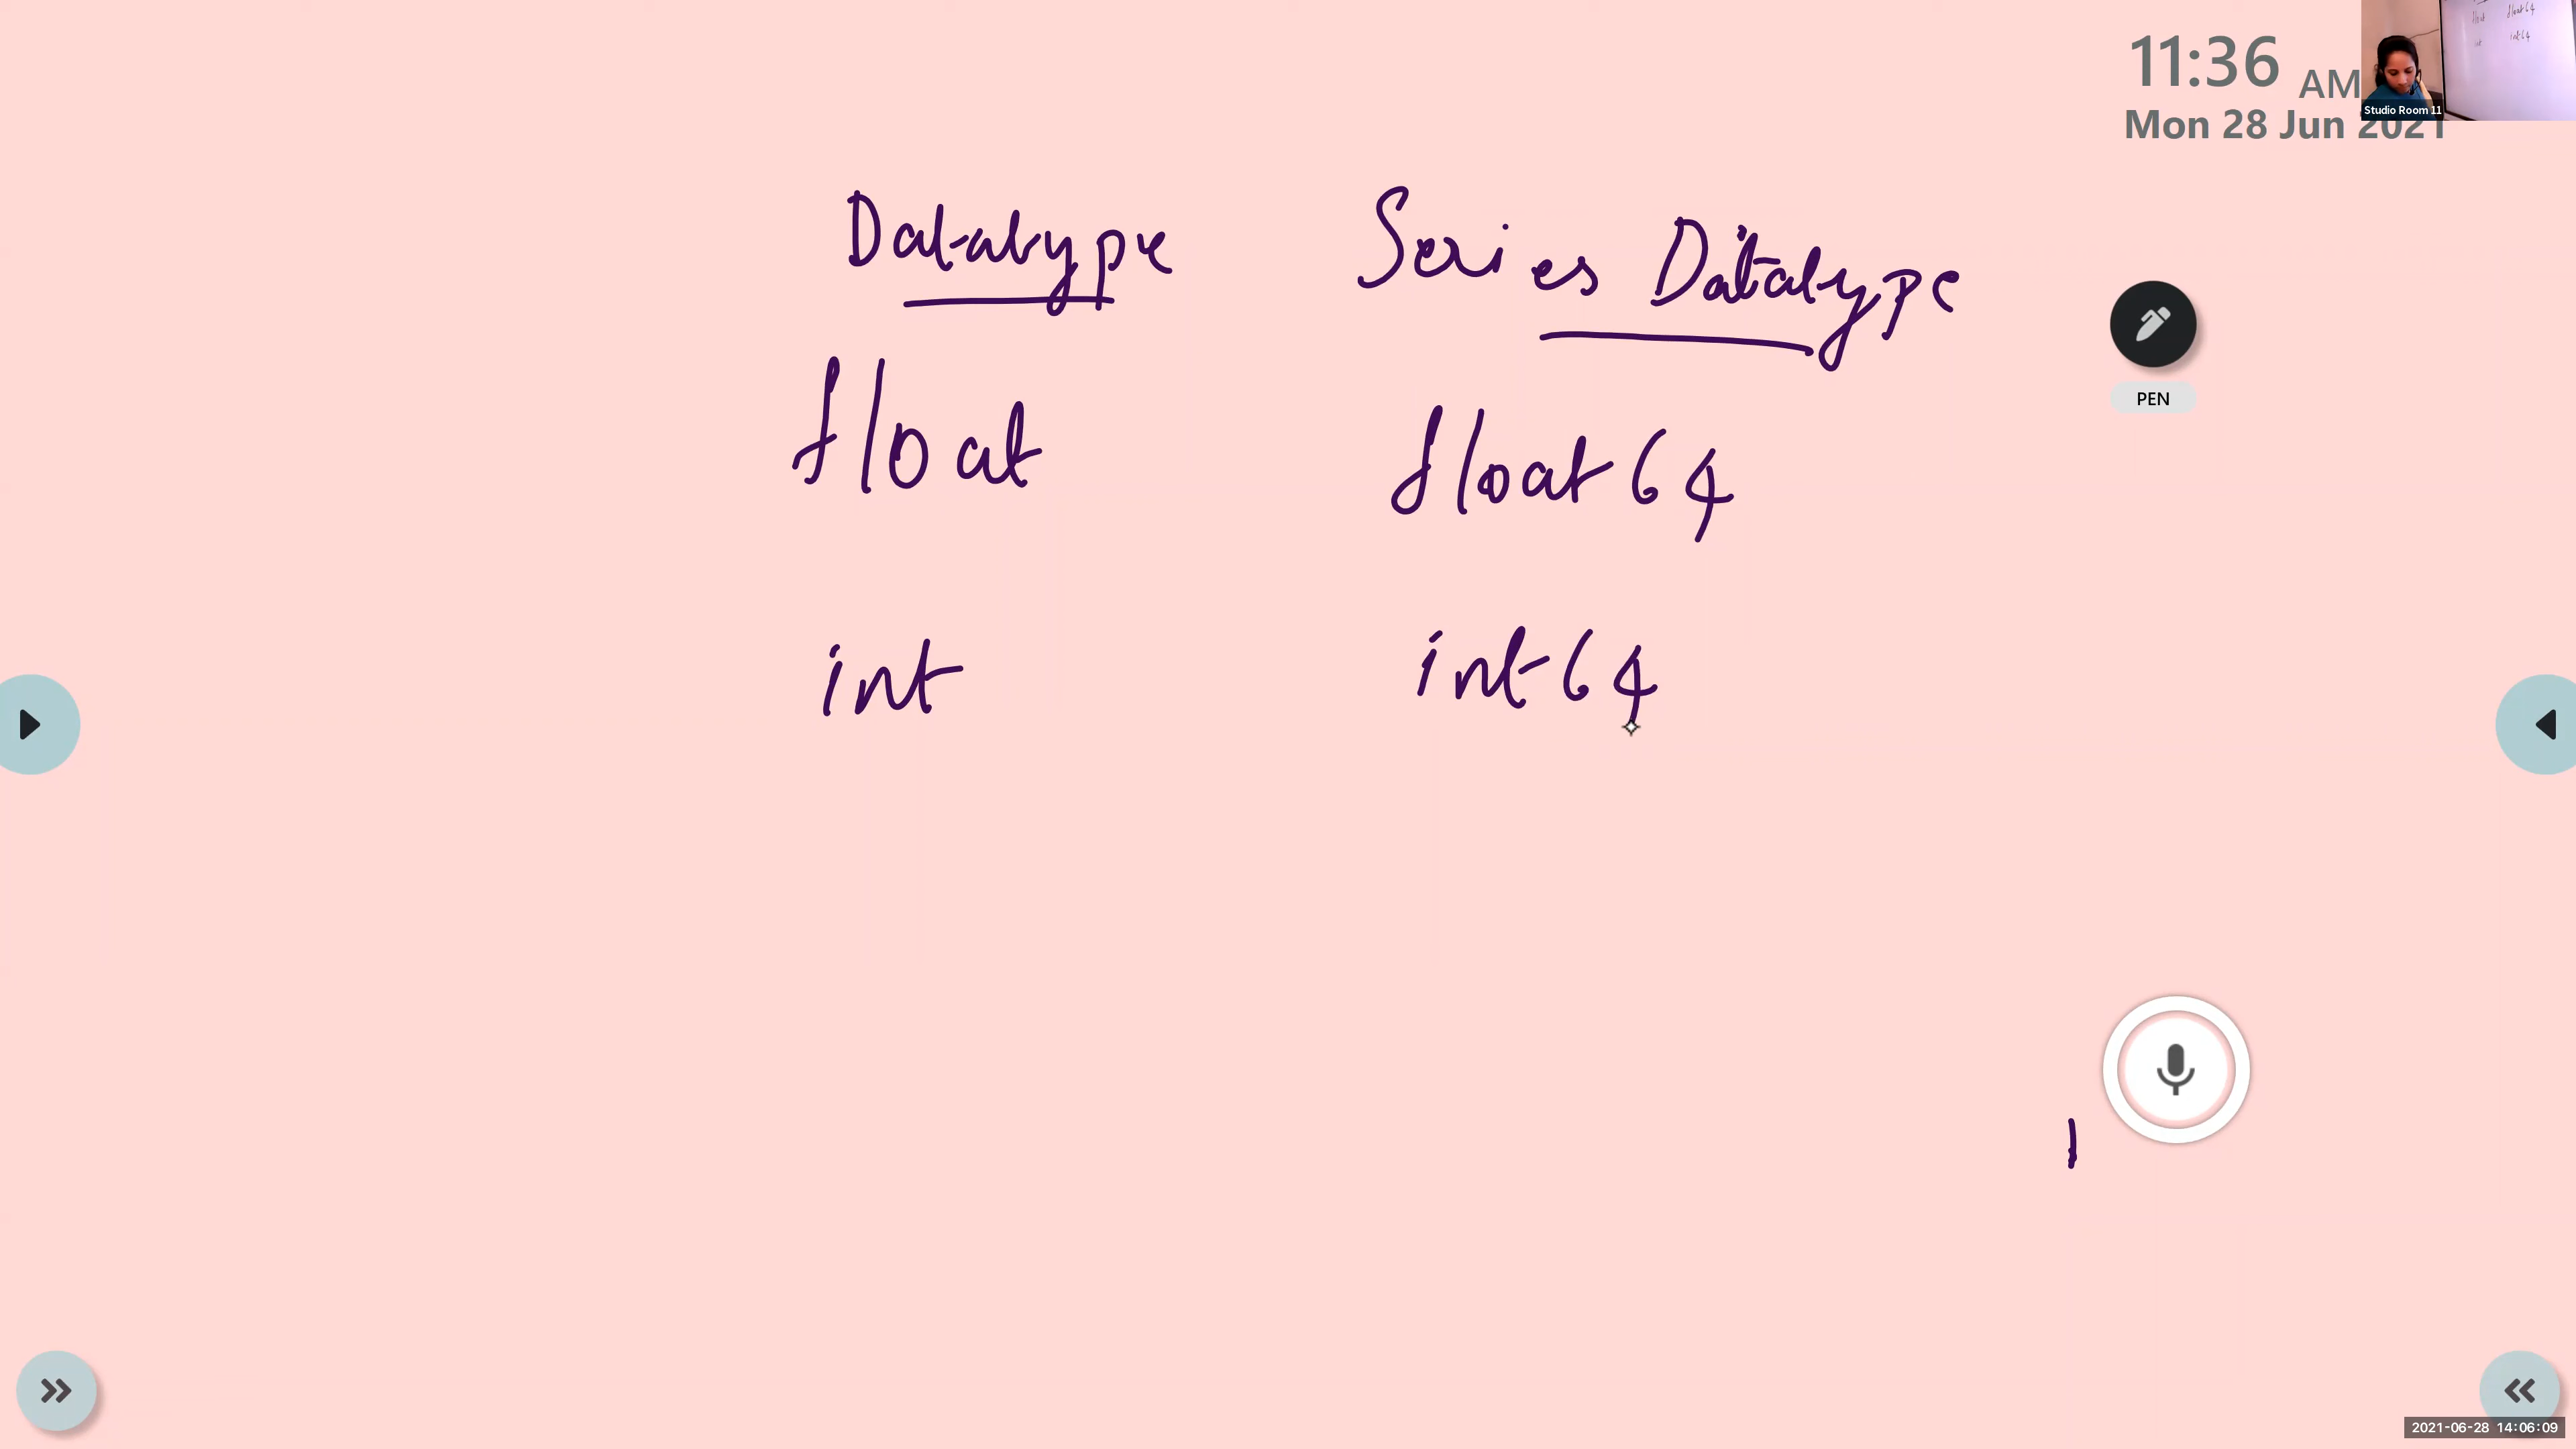 11:36 AM
Studio Room 11
Mon 28 Jun 2021
Datatype Series Datatype
PEN
float float64
int int64
2021-06-28 14:06:09